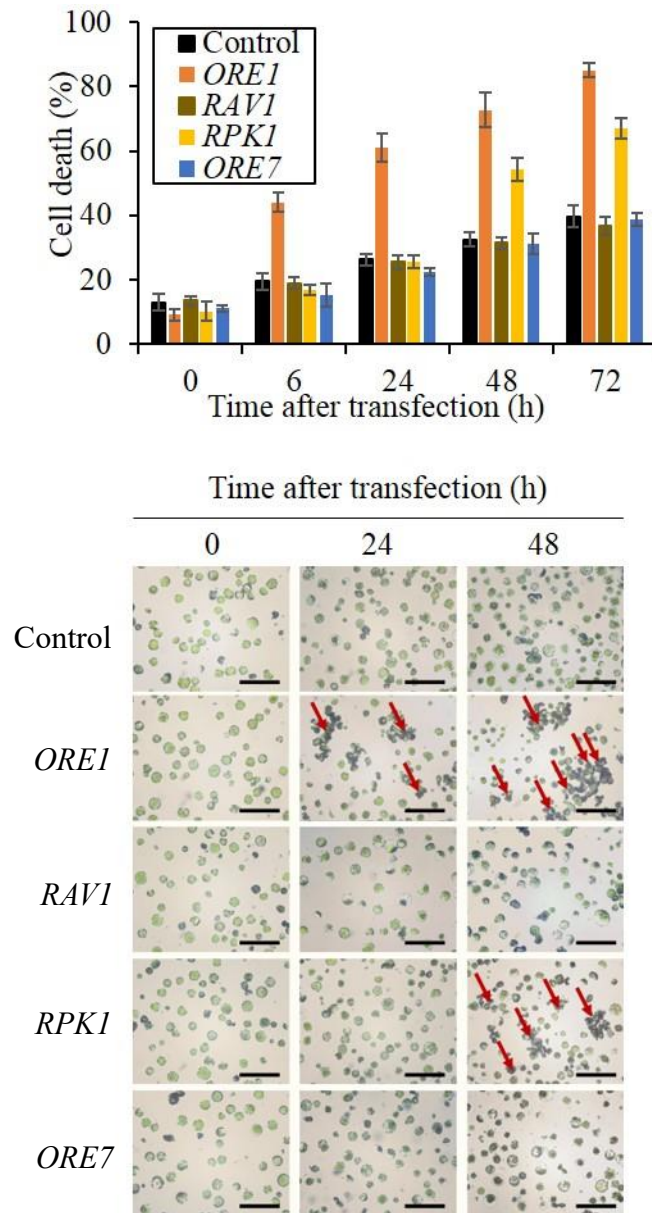 100
80
60
40
20
0
Cell death (%)
Control
ORE1
RAV1
RPK1
ORE7
0 6 24 48 72
Time after transfection (h)
Time after transfection (h)
0 24 48
Control
ORE1
RAV1
RPK1
ORE7